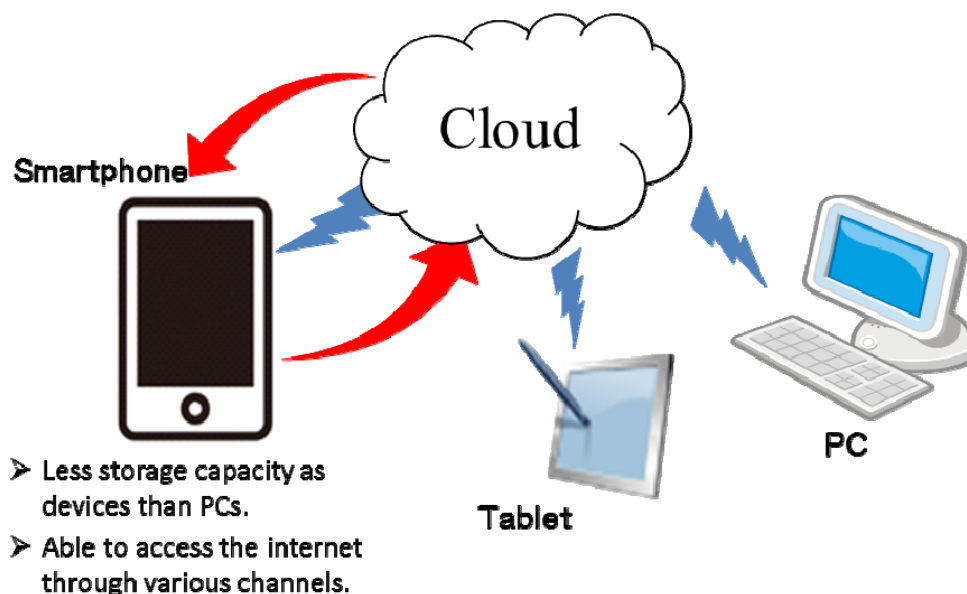 Cloud
Smartphone
PC
Tablet
➢ Less storage capacity as
devices than PCs.
➢ Able to access the internet
through various channels.